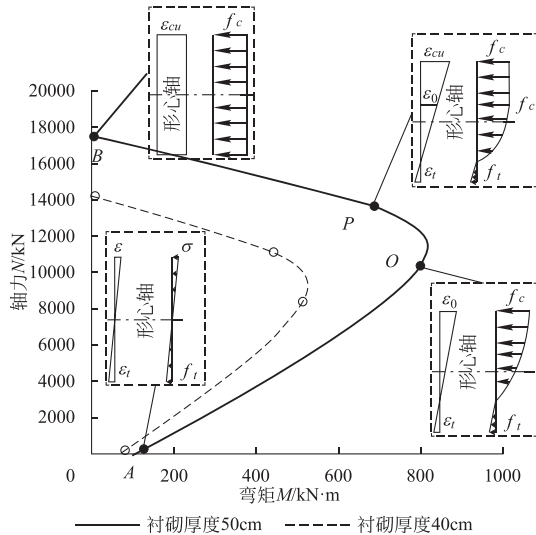 ε_cu f_c
形心轴
ε_cu f_c
ε_0
形心轴
ε_t f_t
20000
18000
16000
14000
12000
10000
8000
6000
4000
2000
0
轴力N/kN
B
P
O
A
ε σ
形心轴
ε_t f_t
ε_0 f_c
形心轴
ε_t f_t
200 400 600 800 1000
弯矩M/kN·m
衬砌厚度50cm 衬砌厚度40cm